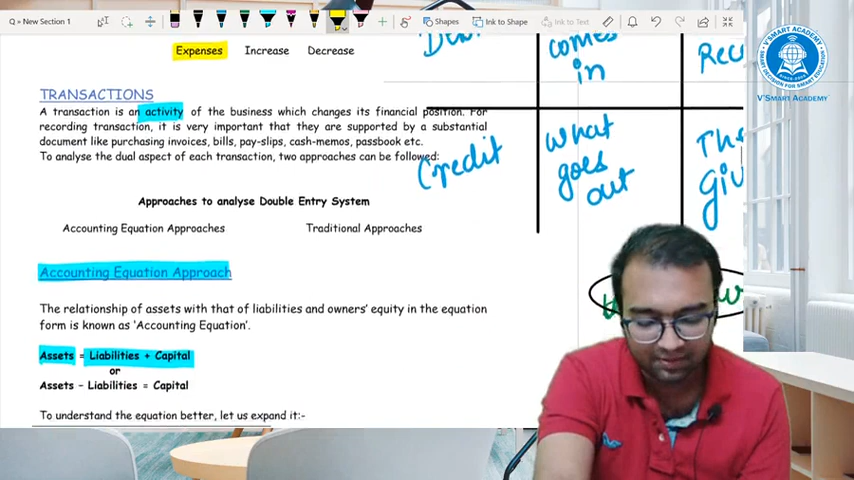 Q » New Section 1
Shapes
Ink to Shape
Ink to Text
Expenses Increase Decrease
TRANSACTIONS
A transaction is an activity of the business which changes its financial position. For
recording transaction, it is very important that they are supported by a substantial
document like purchasing invoices, bills, pay-slips, cash-memos, passbook etc.
To analyse the dual aspect of each transaction, two approaches can be followed:
Approaches to analyse Double Entry System
Accounting Equation Approaches Traditional Approaches
Accounting Equation Approach
The relationship of assets with that of liabilities and owners' equity in the equation
form is known as 'Accounting Equation'.
Assets = Liabilities + Capital
or
Assets – Liabilities = Capital
To understand the equation better, let us expand it:-
comes
in
Credit
what
goes
out
V'SMART ACADEMY
V'SMART ACADEMY